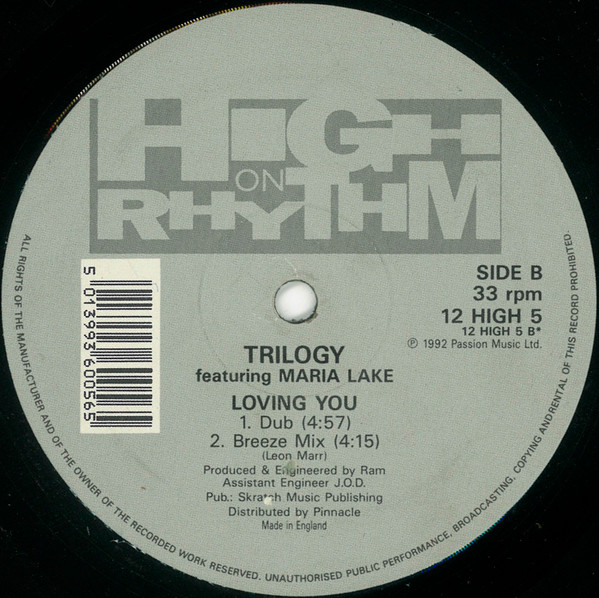 HIGH
ON
RHYTHM
SIDE B
33 rpm
12 HIGH 5
12 HIGH 5 B*
℗ 1992 Passion Music Ltd.
5 013993 600565
TRILOGY
featuring MARIA LAKE
LOVING YOU
1. Dub (4:57)
2. Breeze Mix (4:15)
(Leon Marr)
Produced & Engineered by Ram
Assistant Engineer J.O.D.
Pub.: Skratch Music Publishing
Distributed by Pinnacle
Made in England
ALL RIGHTS OF THE MANUFACTURER AND OF THE OWNER OF THE RECORDED WORK RESERVED. UNAUTHORISED PUBLIC PERFORMANCE, BROADCASTING, COPYING ANDRENTAL OF THIS RECORD PROHIBITED.